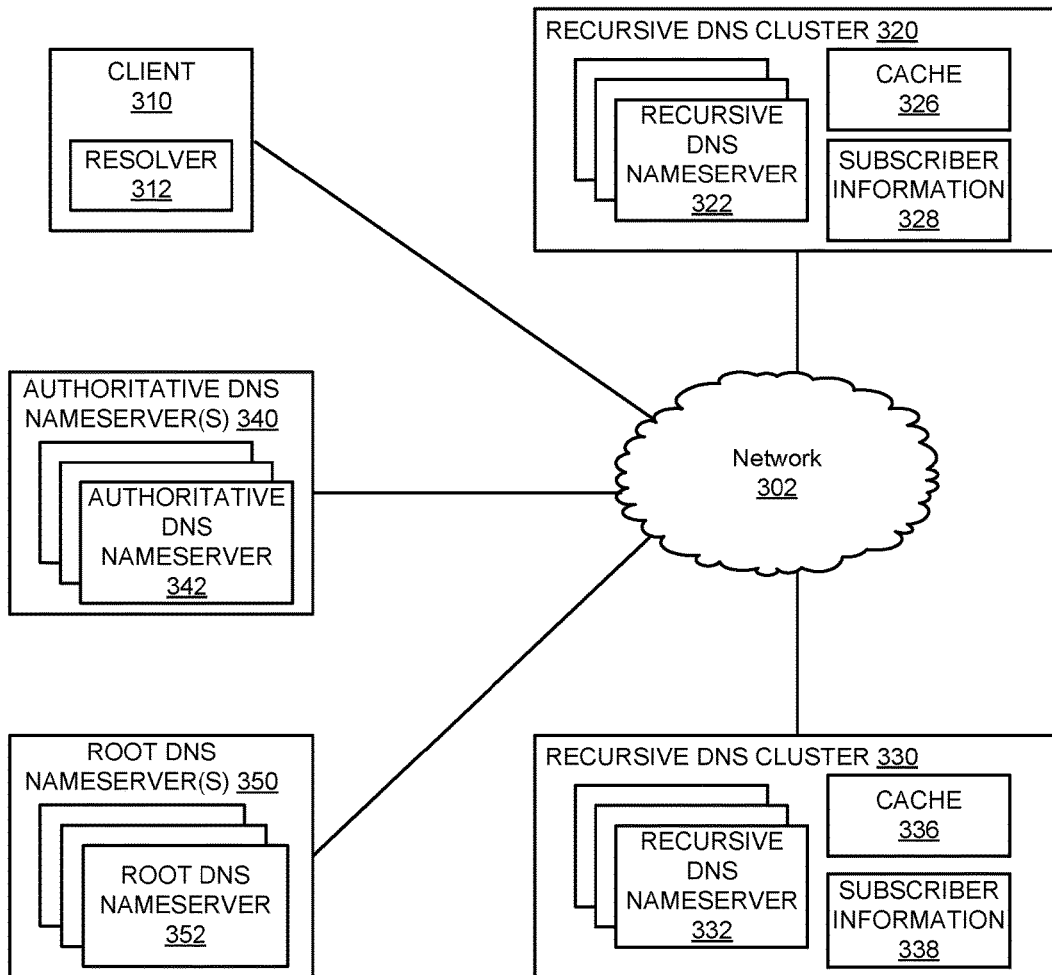 CLIENT
310
RESOLVER
312
RECURSIVE DNS CLUSTER 320
RECURSIVE
DNS
NAMESERVER
322
CACHE
326
SUBSCRIBER
INFORMATION
328
AUTHORITATIVE DNS
NAMESERVER(S) 340
AUTHORITATIVE
DNS
NAMESERVER
342
Network
302
ROOT DNS
NAMESERVER(S) 350
ROOT DNS
NAMESERVER
352
RECURSIVE DNS CLUSTER 330
RECURSIVE
DNS
NAMESERVER
332
CACHE
336
SUBSCRIBER
INFORMATION
338